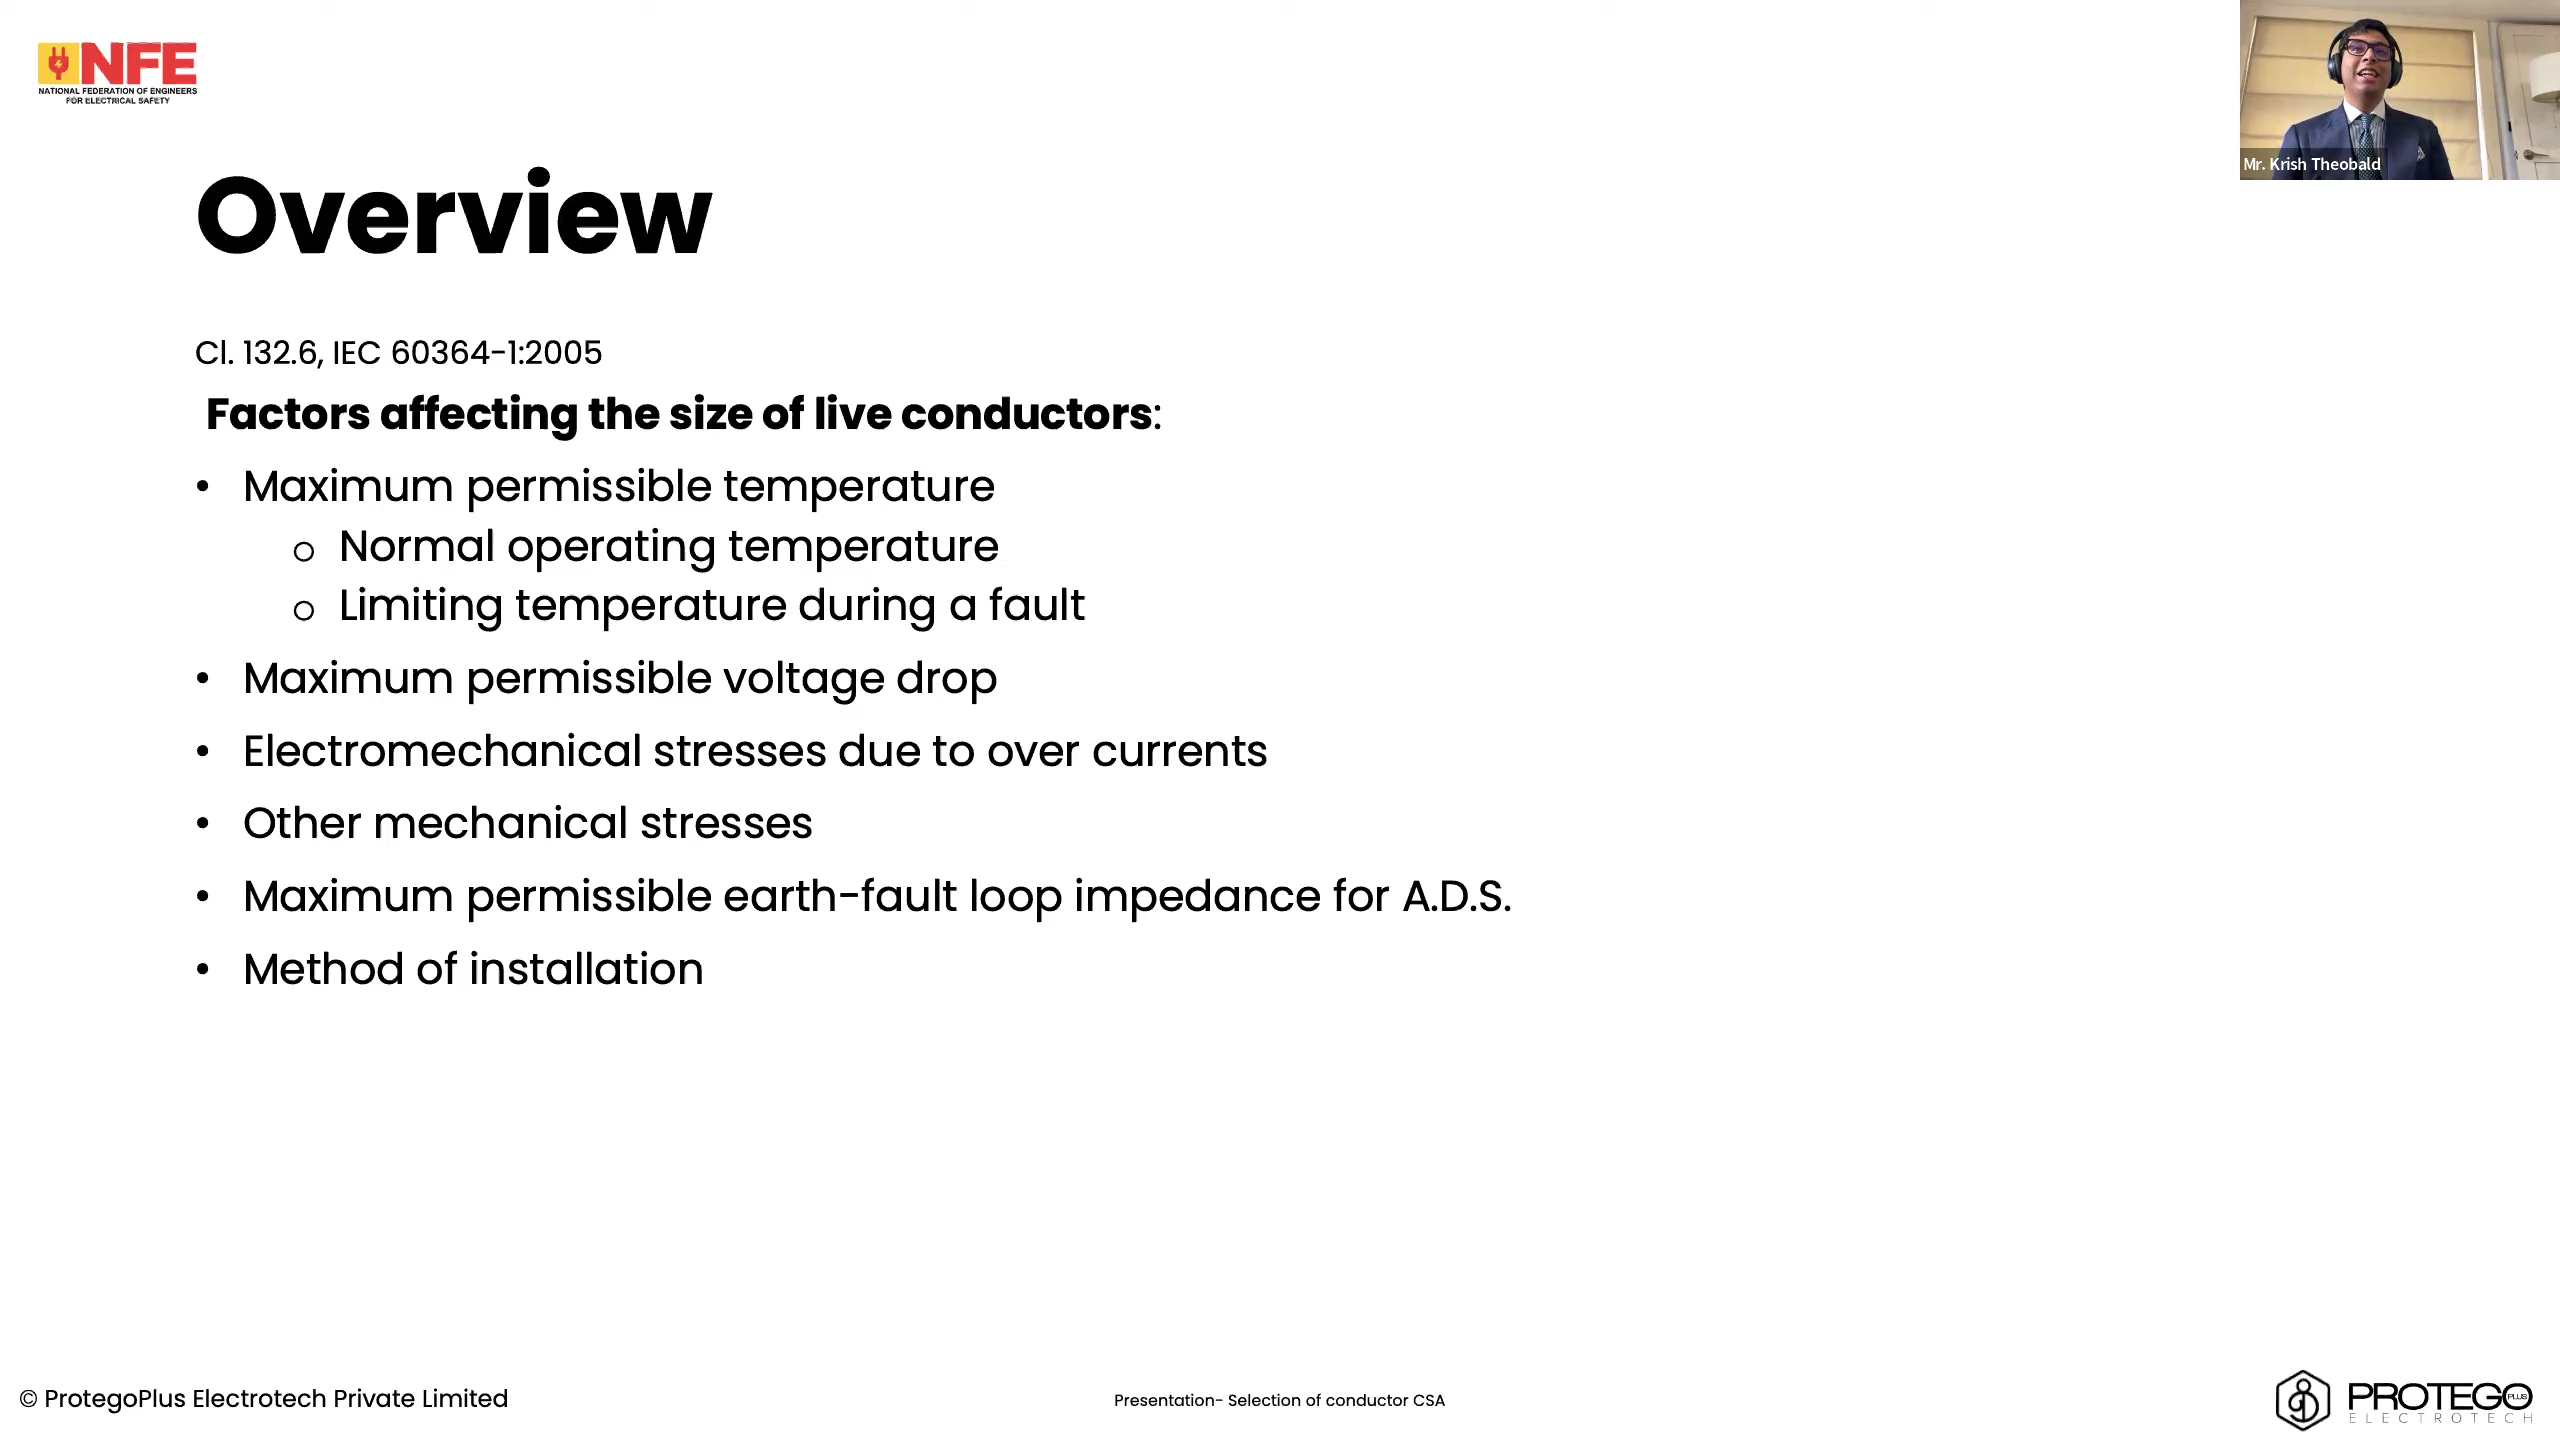 NFE
NATIONAL FEDERATION OF ENGINEERS
FOR ELECTRICAL SAFETY
Mr. Krish Theobald
Overview
Cl. 132.6, IEC 60364-1:2005
Factors affecting the size of live conductors:
• Maximum permissible temperature
o Normal operating temperature
o Limiting temperature during a fault
• Maximum permissible voltage drop
• Electromechanical stresses due to over currents
• Other mechanical stresses
• Maximum permissible earth-fault loop impedance for A.D.S.
• Method of installation
© ProtegoPlus Electrotech Private Limited
Presentation- Selection of conductor CSA
PROTEGO PLUS
ELECTROTECH